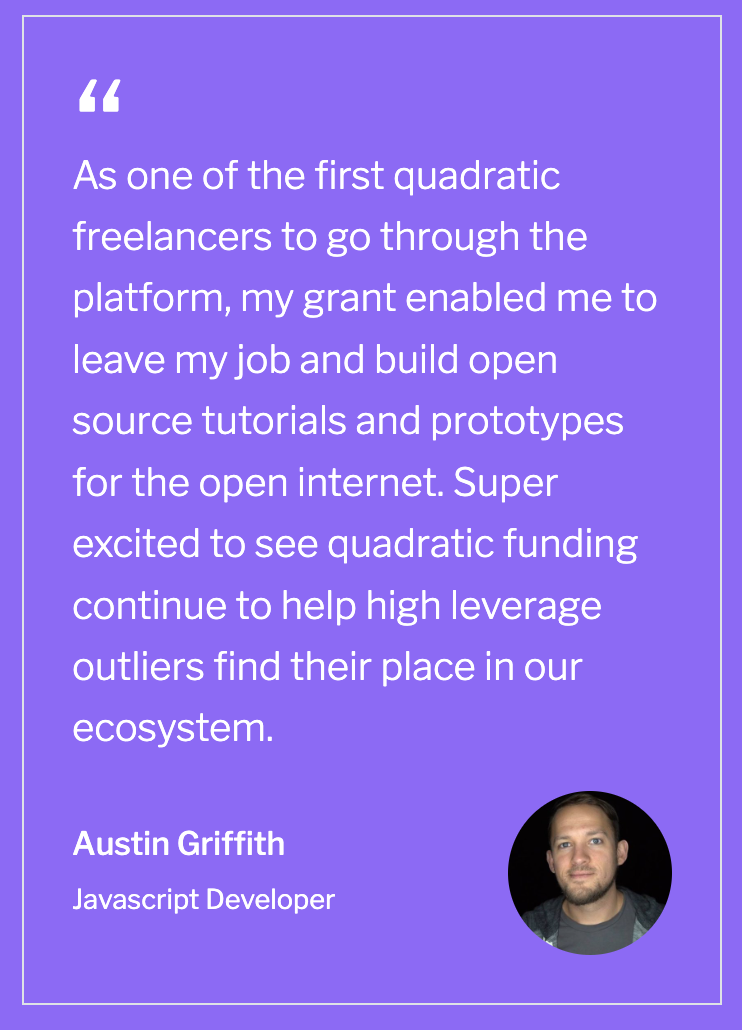 “
As one of the first quadratic
freelancers to go through the
platform, my grant enabled me to
leave my job and build open
source tutorials and prototypes
for the open internet. Super
excited to see quadratic funding
continue to help high leverage
outliers find their place in our
ecosystem.
Austin Griffith
Javascript Developer